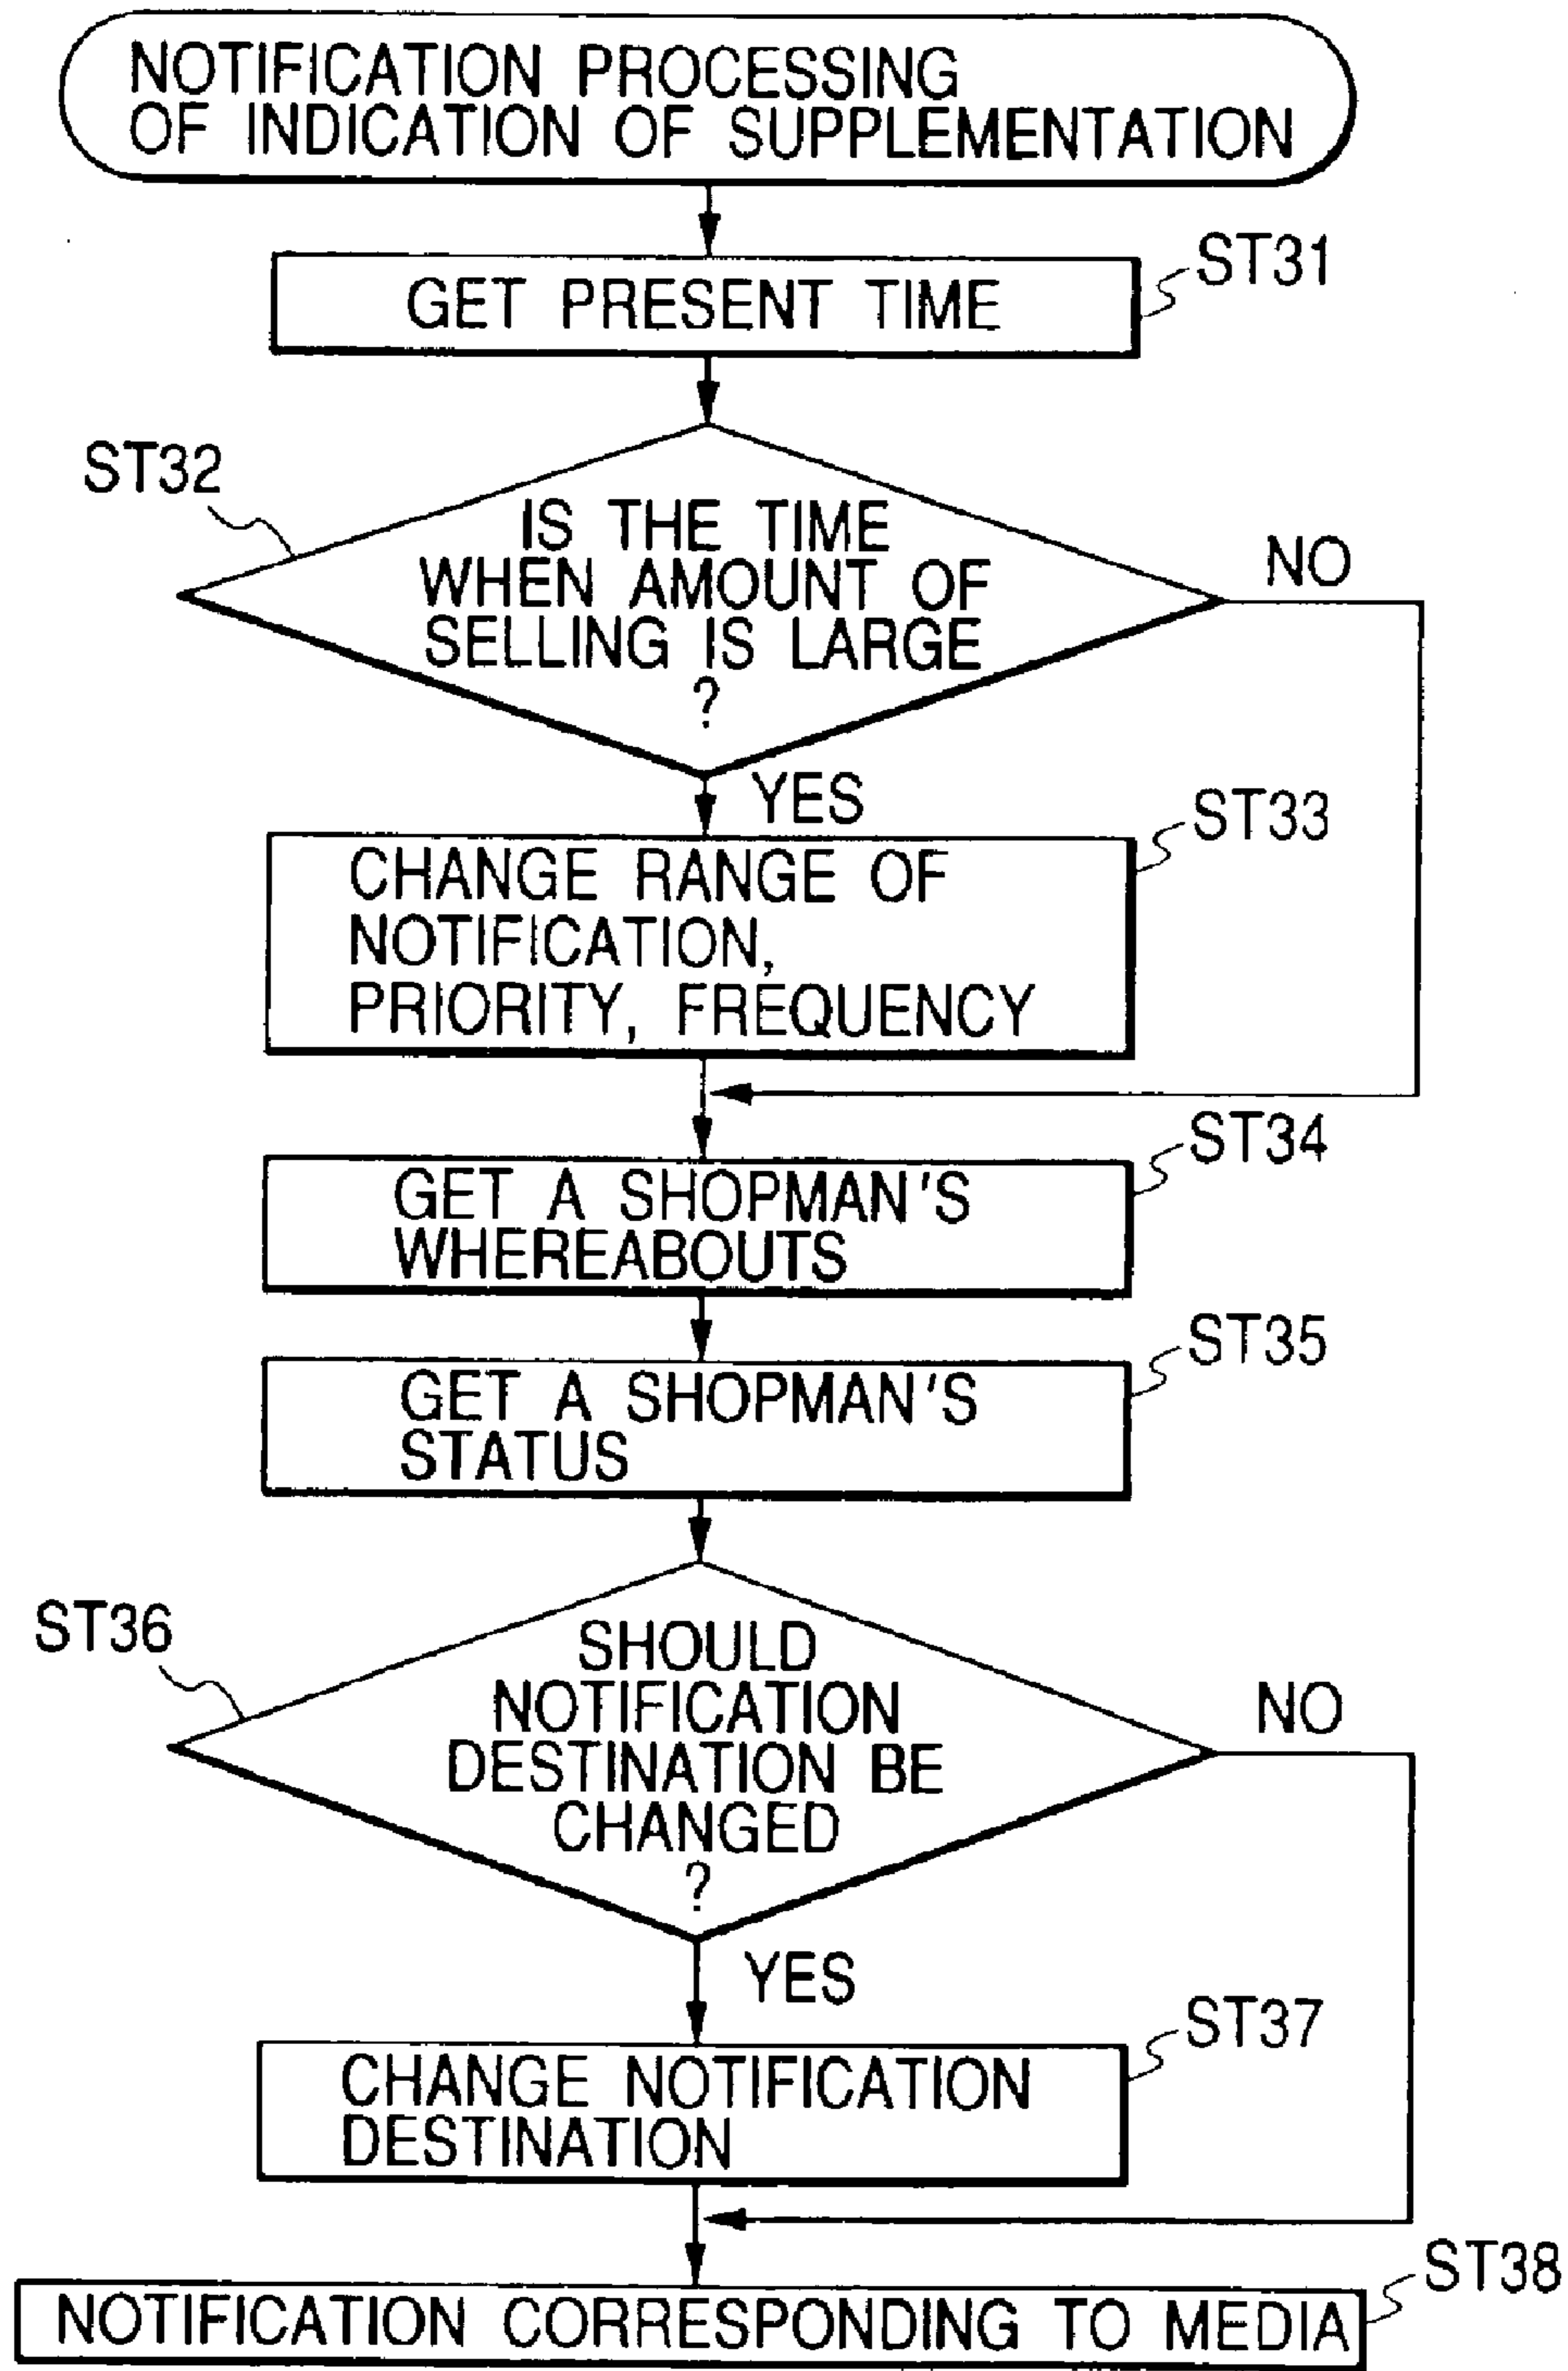 NOTIFICATION PROCESSING
OF INDICATION OF SUPPLEMENTATION
ST31
GET PRESENT TIME
ST32
IS THE TIME
WHEN AMOUNT OF
SELLING IS LARGE
?
NO
YES
ST33
CHANGE RANGE OF
NOTIFICATION,
PRIORITY, FREQUENCY
ST34
GET A SHOPMAN'S
WHEREABOUTS
ST35
GET A SHOPMAN'S
STATUS
ST36
SHOULD
NOTIFICATION
DESTINATION BE
CHANGED
?
NO
YES
ST37
CHANGE NOTIFICATION
DESTINATION
ST38
NOTIFICATION CORRESPONDING TO MEDIA